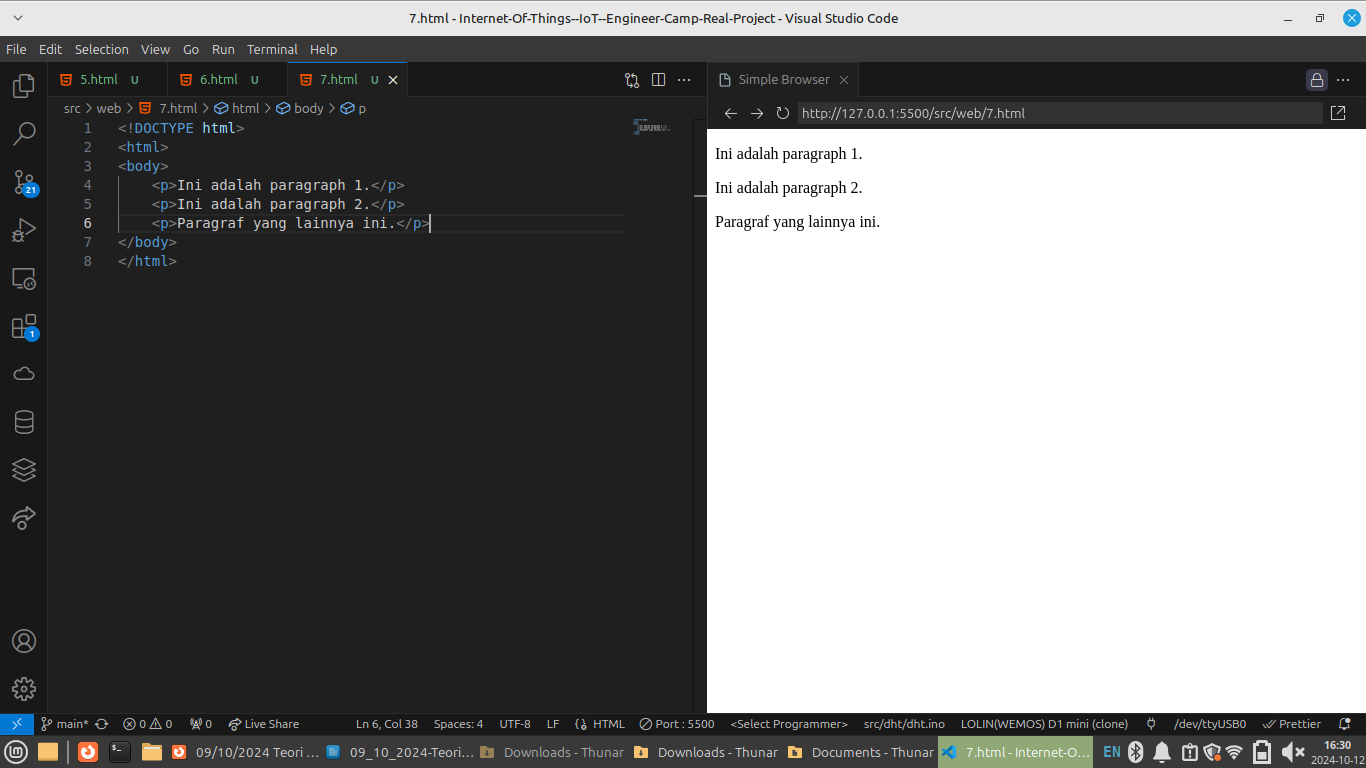 7.html - Internet-Of-Things--IoT--Engineer-Camp-Real-Project - Visual Studio Code
File Edit Selection View Go Run Terminal Help
5.html U 6.html U 7.html U
Simple Browser
src > web > 7.html > html > body > p
http://127.0.0.1:5500/src/web/7.html
1 <!DOCTYPE html>
2 <html>
3 <body>
4 <p>Ini adalah paragraph 1.</p>
5 <p>Ini adalah paragraph 2.</p>
6 <p>Paragraf yang lainnya ini.</p>
7 </body>
8 </html>
Ini adalah paragraph 1.
Ini adalah paragraph 2.
Paragraf yang lainnya ini.
21
1
main* 0 0 0 Live Share Ln 6, Col 38 Spaces: 4 UTF-8 LF HTML Port : 5500 <Select Programmer> src/dht/dht.ino LOLIN(WEMOS) D1 mini (clone) /dev/ttyUSB0 Prettier
09/10/2024 Teori ... 09_10_2024-Teori... Downloads - Thunar Downloads - Thunar Documents - Thunar 7.html - Internet-O... EN 16:30
2024-10-12